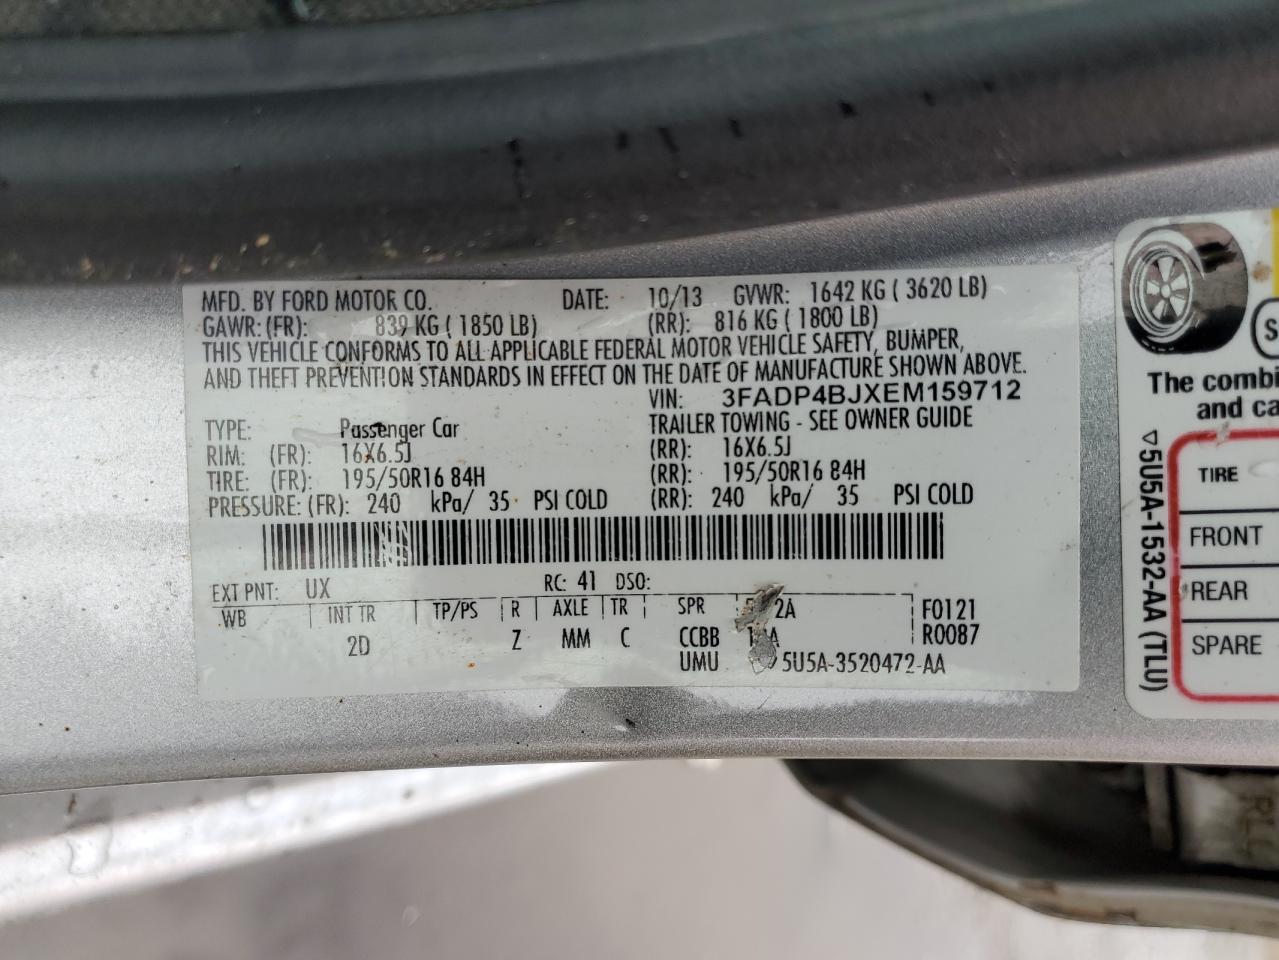 MFD. BY FORD MOTOR CO. DATE: 10/13 GVWR: 1642 KG ( 3620 LB)
GAWR: (FR): 839 KG ( 1850 LB) (RR): 816 KG ( 1800 LB)
THIS VEHICLE CONFORMS TO ALL APPLICABLE FEDERAL MOTOR VEHICLE SAFETY, BUMPER,
AND THEFT PREVENTION STANDARDS IN EFFECT ON THE DATE OF MANUFACTURE SHOWN ABOVE.
VIN: 3FADP4BJXEM159712
TYPE: Passenger Car TRAILER TOWING - SEE OWNER GUIDE
RIM: (FR): 16X6.5J (RR): 16X6.5J
TIRE: (FR): 195/50R16 84H (RR): 195/50R16 84H
PRESSURE: (FR): 240 kPa/ 35 PSI COLD (RR): 240 kPa/ 35 PSI COLD
EXT PNT: UX RC: 41 DSO:
WB INT TR TP/PS R AXLE TR SPR F0121
2D Z MM C CCBB R0087
UMU 5U5A-3520472-AA
The combi
and ca
TIRE
FRONT
REAR
SPARE
▽5U5A-1532-AA (TLU)